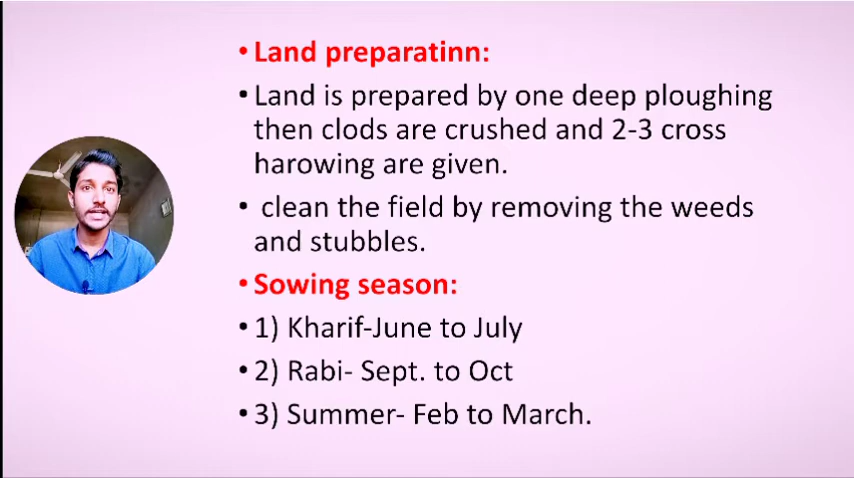 • Land preparatinn:
• Land is prepared by one deep ploughing
then clods are crushed and 2-3 cross
harowing are given.
• clean the field by removing the weeds
and stubbles.
• Sowing season:
• 1) Kharif-June to July
• 2) Rabi- Sept. to Oct
• 3) Summer- Feb to March.